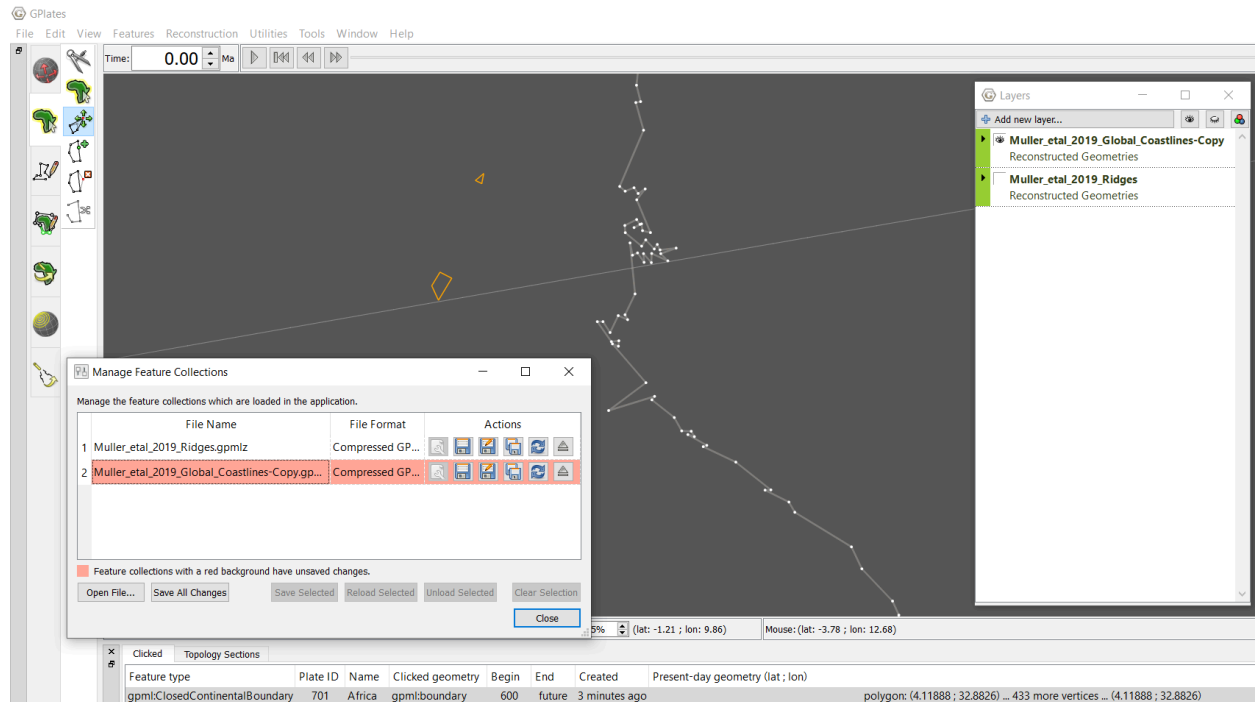 GPlates
File Edit View Features Reconstruction Utilities Tools Window Help
Time: 0.00 Ma
Layers
Add new layer...
Muller_etal_2019_Global_Coastlines-Copy
Reconstructed Geometries
Muller_etal_2019_Ridges
Reconstructed Geometries
Manage Feature Collections
Manage the feature collections which are loaded in the application.
File Name File Format Actions
1 Muller_etal_2019_Ridges.gpmlz Compressed GP...
2 Muller_etal_2019_Global_Coastlines-Copy.gp... Compressed GP...
Feature collections with a red background have unsaved changes.
Open File... Save All Changes Save Selected Reload Selected Unload Selected Clear Selection
Close
5% (lat: -1.21 ; lon: 9.86) Mouse: (lat: -3.78 ; lon: 12.68)
Clicked Topology Sections
Feature type Plate ID Name Clicked geometry Begin End Created Present-day geometry (lat ; lon)
gpml:ClosedContinentalBoundary 701 Africa gpml:boundary 600 future 3 minutes ago polygon: (4.11888 ; 32.8826) ... 433 more vertices ... (4.11888 ; 32.8826)